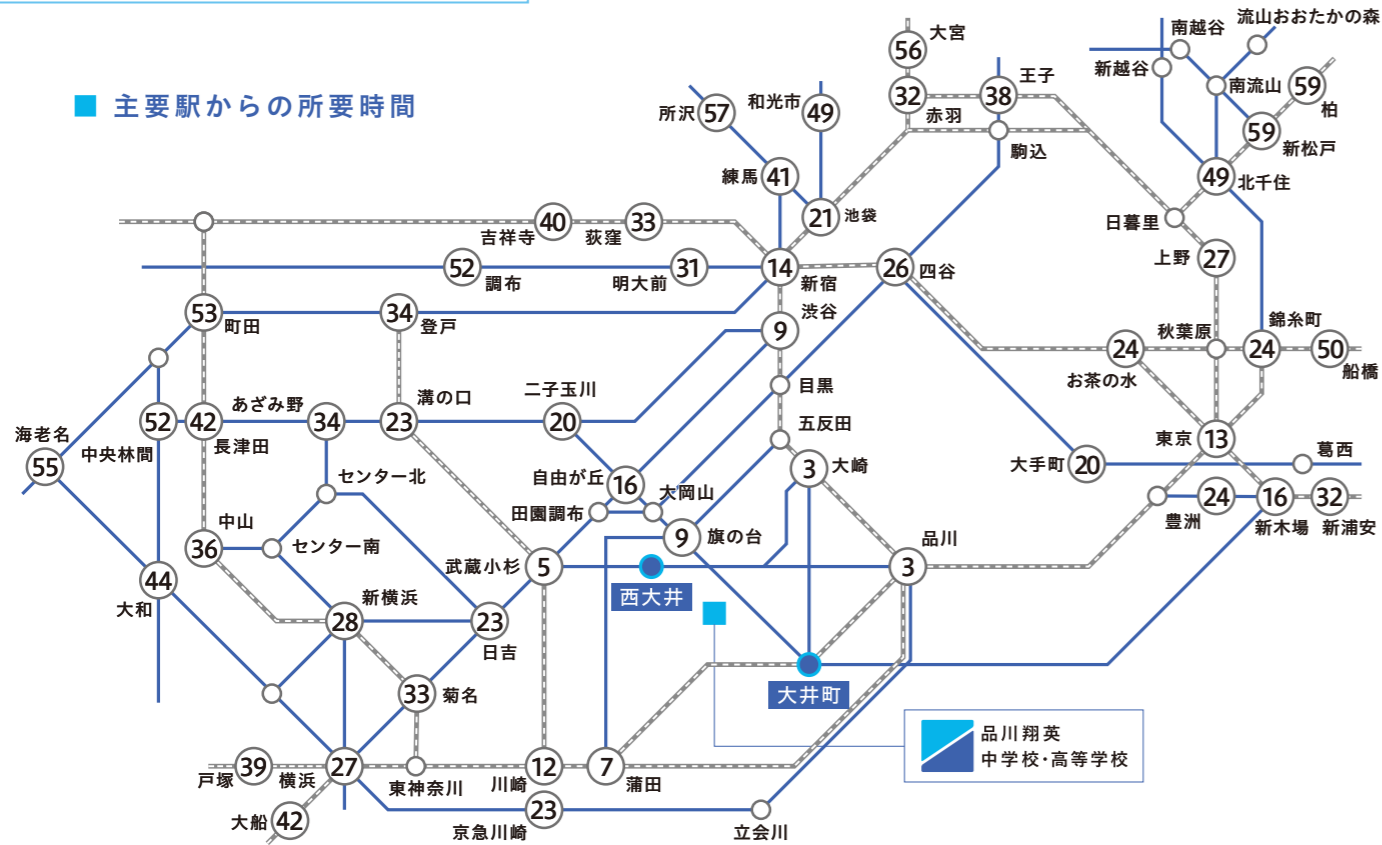 主要駅からの所要時間
56
大宮
32
赤羽
38
王子
駒込
南越谷
流山おおたかの森
新越谷
南流山
59
柏
59
新松戸
49
北千住
日暮里
上野
27
所沢
57
和光市
49
練馬
41
21
池袋
吉祥寺
40
荻窪
33
52
調布
明大前
31
14
新宿
26
四谷
53
町田
34
登戸
9
渋谷
秋葉原
錦糸町
24
お茶の水
24
50
船橋
目黒
二子玉川
20
溝の口
23
あざみ野
34
42
長津田
52
中央林間
海老名
55
五反田
3
大崎
東京
13
大手町
20
葛西
自由が丘
16
大岡山
田園調布
センター北
24
豊洲
16
新木場
32
新浦安
中山
36
センター南
9
旗の台
品川
3
武蔵小杉
5
西大井
44
大和
新横浜
28
23
日吉
大井町
33
菊名
品川翔英
中学校・高等学校
戸塚
39
横浜
27
東神奈川
川崎
12
7
蒲田
大船
42
京急川崎
23
立会川